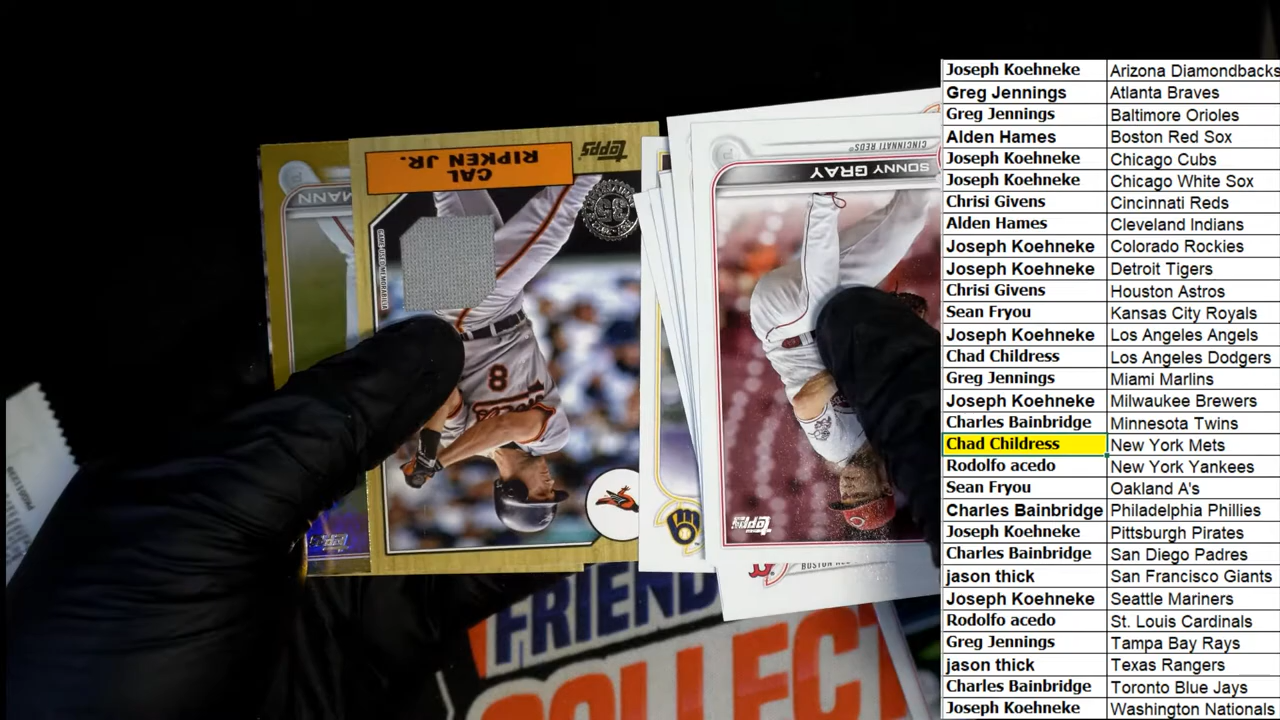 CAL
RIPKEN JR.
topps
35
GAME-USED MEMORABILIA
MANN
8
CINCINNATI REDS®
SONNY GRAY
topps
FRIEND
COLLECT
Joseph Koehneke Arizona Diamondbacks
Greg Jennings Atlanta Braves
Greg Jennings Baltimore Orioles
Alden Hames Boston Red Sox
Joseph Koehneke Chicago Cubs
Joseph Koehneke Chicago White Sox
Chrisi Givens Cincinnati Reds
Alden Hames Cleveland Indians
Joseph Koehneke Colorado Rockies
Joseph Koehneke Detroit Tigers
Chrisi Givens Houston Astros
Sean Fryou Kansas City Royals
Joseph Koehneke Los Angeles Angels
Chad Childress Los Angeles Dodgers
Greg Jennings Miami Marlins
Joseph Koehneke Milwaukee Brewers
Charles Bainbridge Minnesota Twins
Chad Childress New York Mets
Rodolfo acedo New York Yankees
Sean Fryou Oakland A's
Charles Bainbridge Philadelphia Phillies
Joseph Koehneke Pittsburgh Pirates
Charles Bainbridge San Diego Padres
jason thick San Francisco Giants
Joseph Koehneke Seattle Mariners
Rodolfo acedo St. Louis Cardinals
Greg Jennings Tampa Bay Rays
jason thick Texas Rangers
Charles Bainbridge Toronto Blue Jays
Joseph Koehneke Washington Nationals